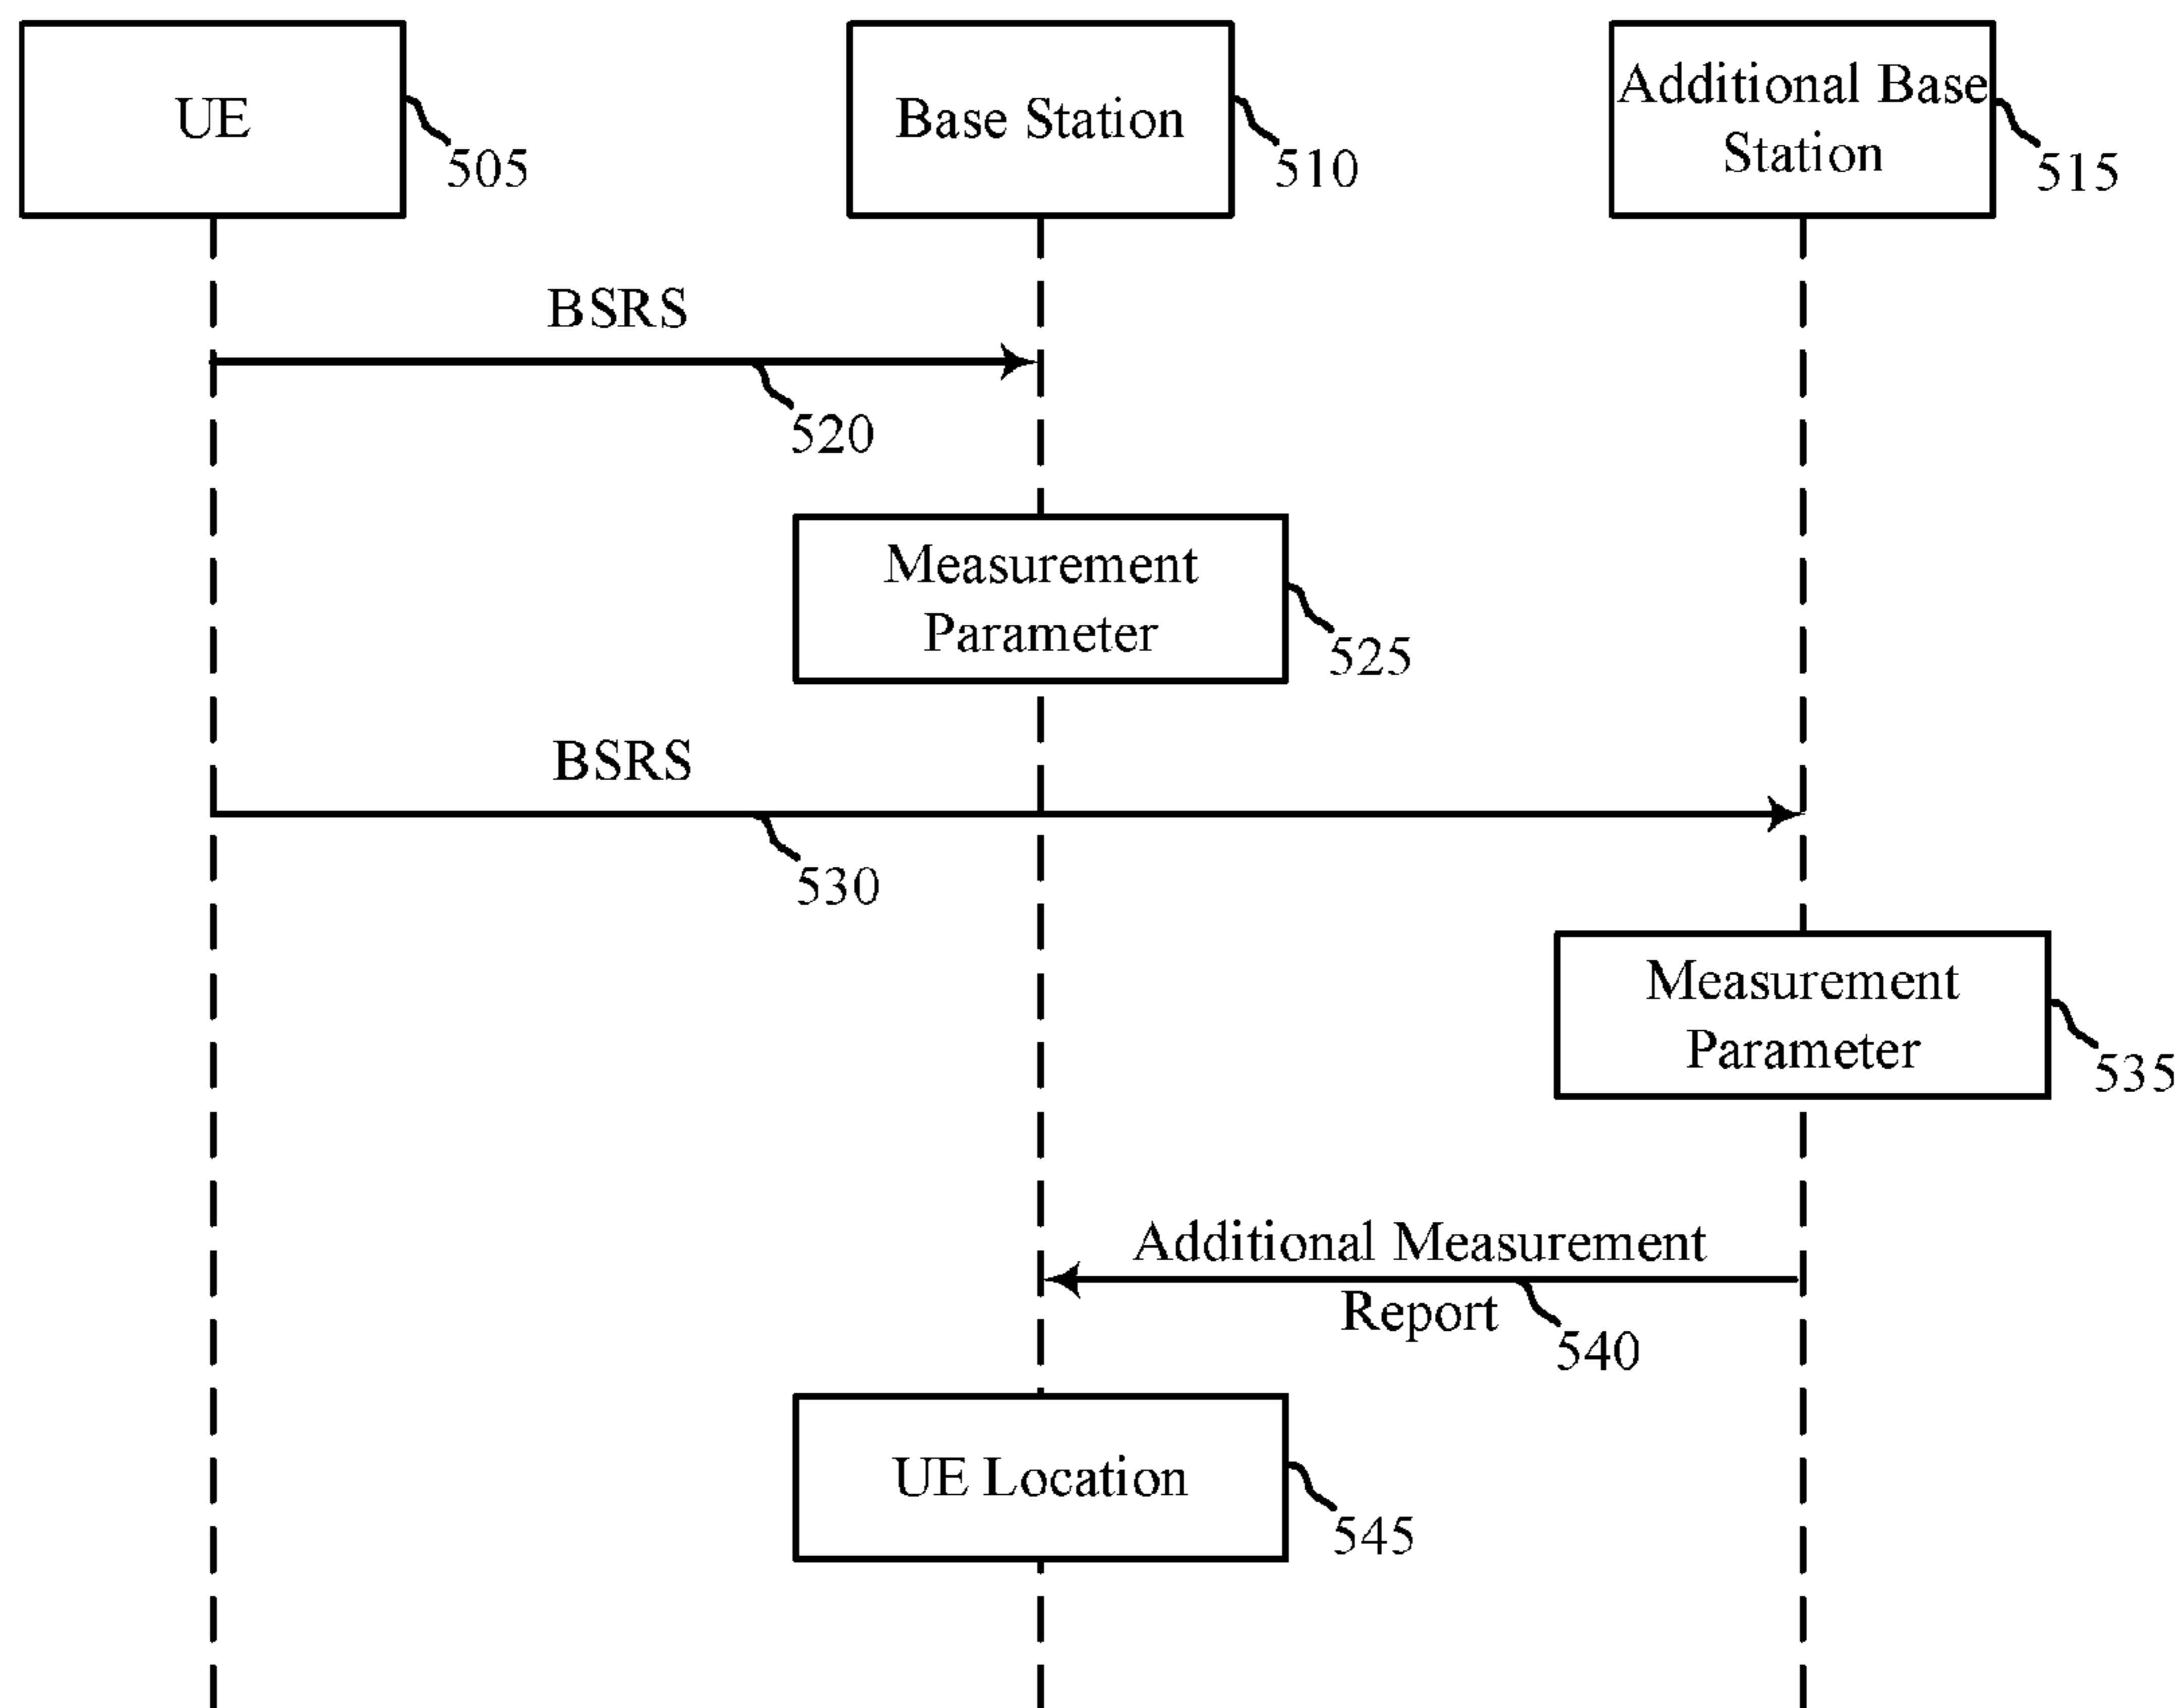 UE
505
Base Station
510
Additional Base
Station
515
BSRS
520
Measurement
Parameter
525
BSRS
530
Measurement
Parameter
535
Additional Measurement
Report
540
UE Location
545